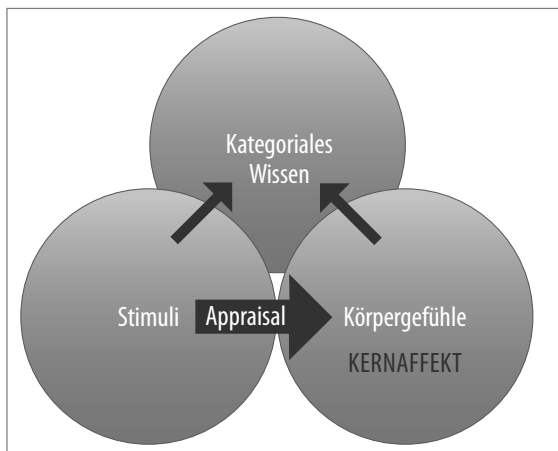 Kategoriales
Wissen
Stimuli
Appraisal
Körpergefühle
KERNAFFEKT